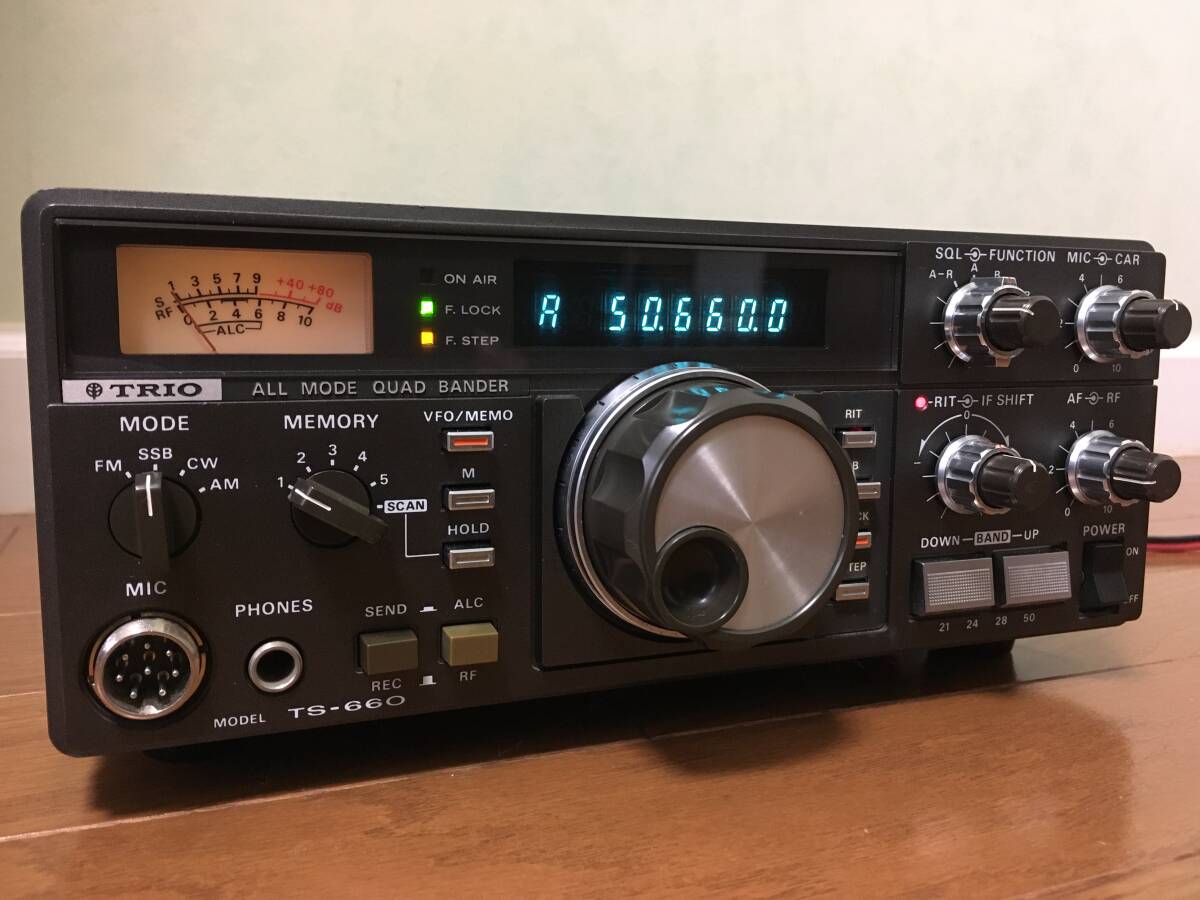 S 1 3 5 7 9 +40 +80 dB
RF 0 2 4 6 8 10
ALC
ON AIR
F. LOCK
F. STEP
A 50.660.0
SQL FUNCTION
A-R A B
MIC CAR
0 2 4 6 10
TRIO
ALL MODE QUAD BANDER
MODE
FM SSB CW AM
MEMORY
1 2 3 4 5 SCAN
VFO/MEMO
M
HOLD
RIT
B
RIT IF SHIFT
0
AF RF
0 2 4 6 10
DOWN BAND UP
21 24 28 50
POWER
ON
MIC
PHONES
SEND ALC
REC RF
MODEL TS-660